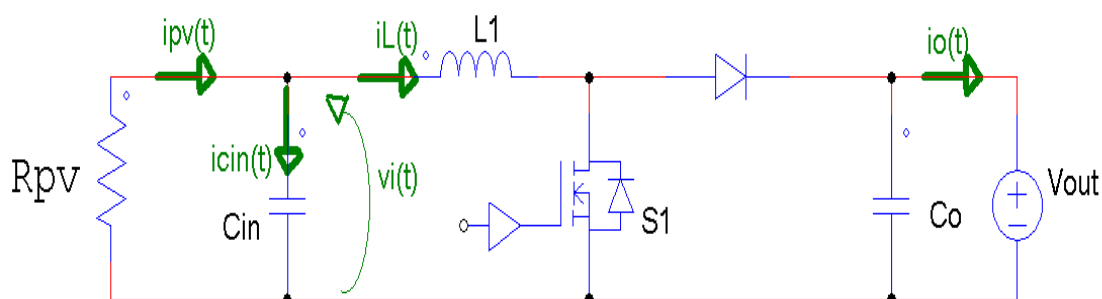 ipv(t)
iL(t)
L1
io(t)
Rpv
icin(t)
Cin
vi(t)
S1
Co
Vout